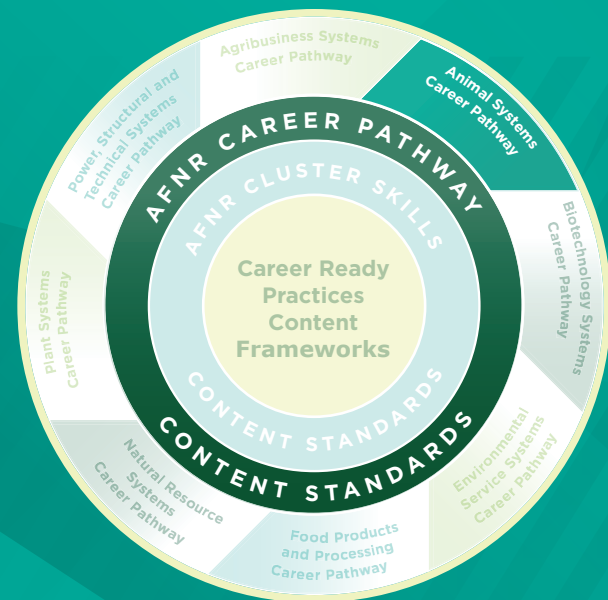 Agribusiness Systems
Career Pathway
Animal Systems
Career Pathway
Biotechnology Systems
Career Pathway
Environmental
Service Systems
Career Pathway
Food Products
and Processing
Career Pathway
Natural Resource
Systems
Career Pathway
Plant Systems
Career Pathway
Power, Structural and
Technical Systems
Career Pathway
AFNR CAREER PATHWAY
CONTENT STANDARDS
AFNR CLUSTER SKILLS
CONTENT STANDARDS
Career Ready
Practices
Content
Frameworks